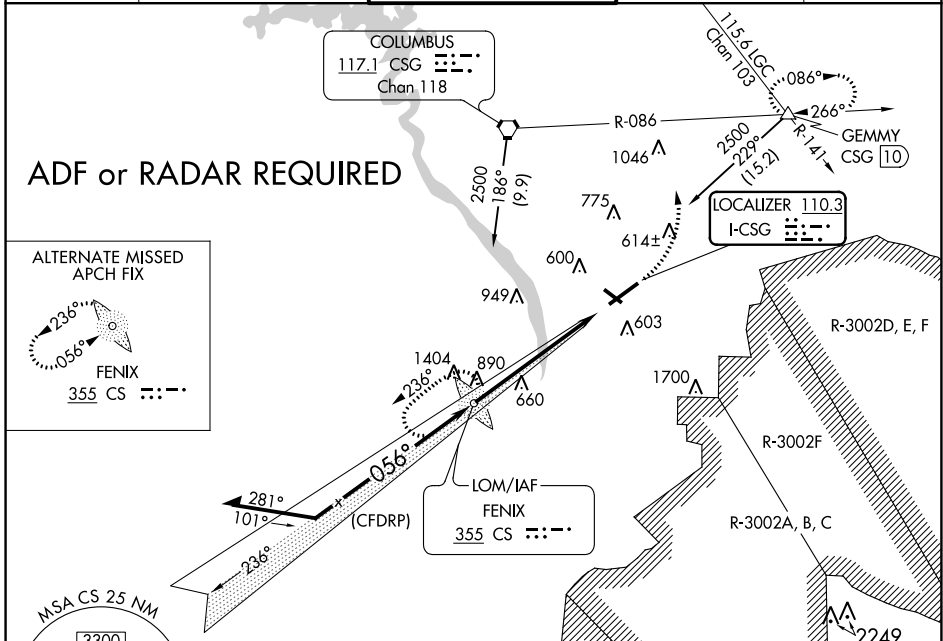 COLUMBUS
117.1 CSG
Chan 118
115.6 LGC
Chan 103
086°
266°
R-086
R-141
GEMMY
CSG 10
2500
229°
(15.2)
1046
ADF or RADAR REQUIRED
2500
186°
(9.9)
775
614±
LOCALIZER 110.3
I-CSG
ALTERNATE MISSED
APCH FIX
236°
056°
FENIX
355 CS
600
949
603
R-3002D, E, F
1404
890
236°
660
1700
R-3002F
056°
LOM/IAF
FENIX
355 CS
281°
101°
(CFDRP)
R-3002A, B, C
236°
MSA CS 25 NM
3300
2249